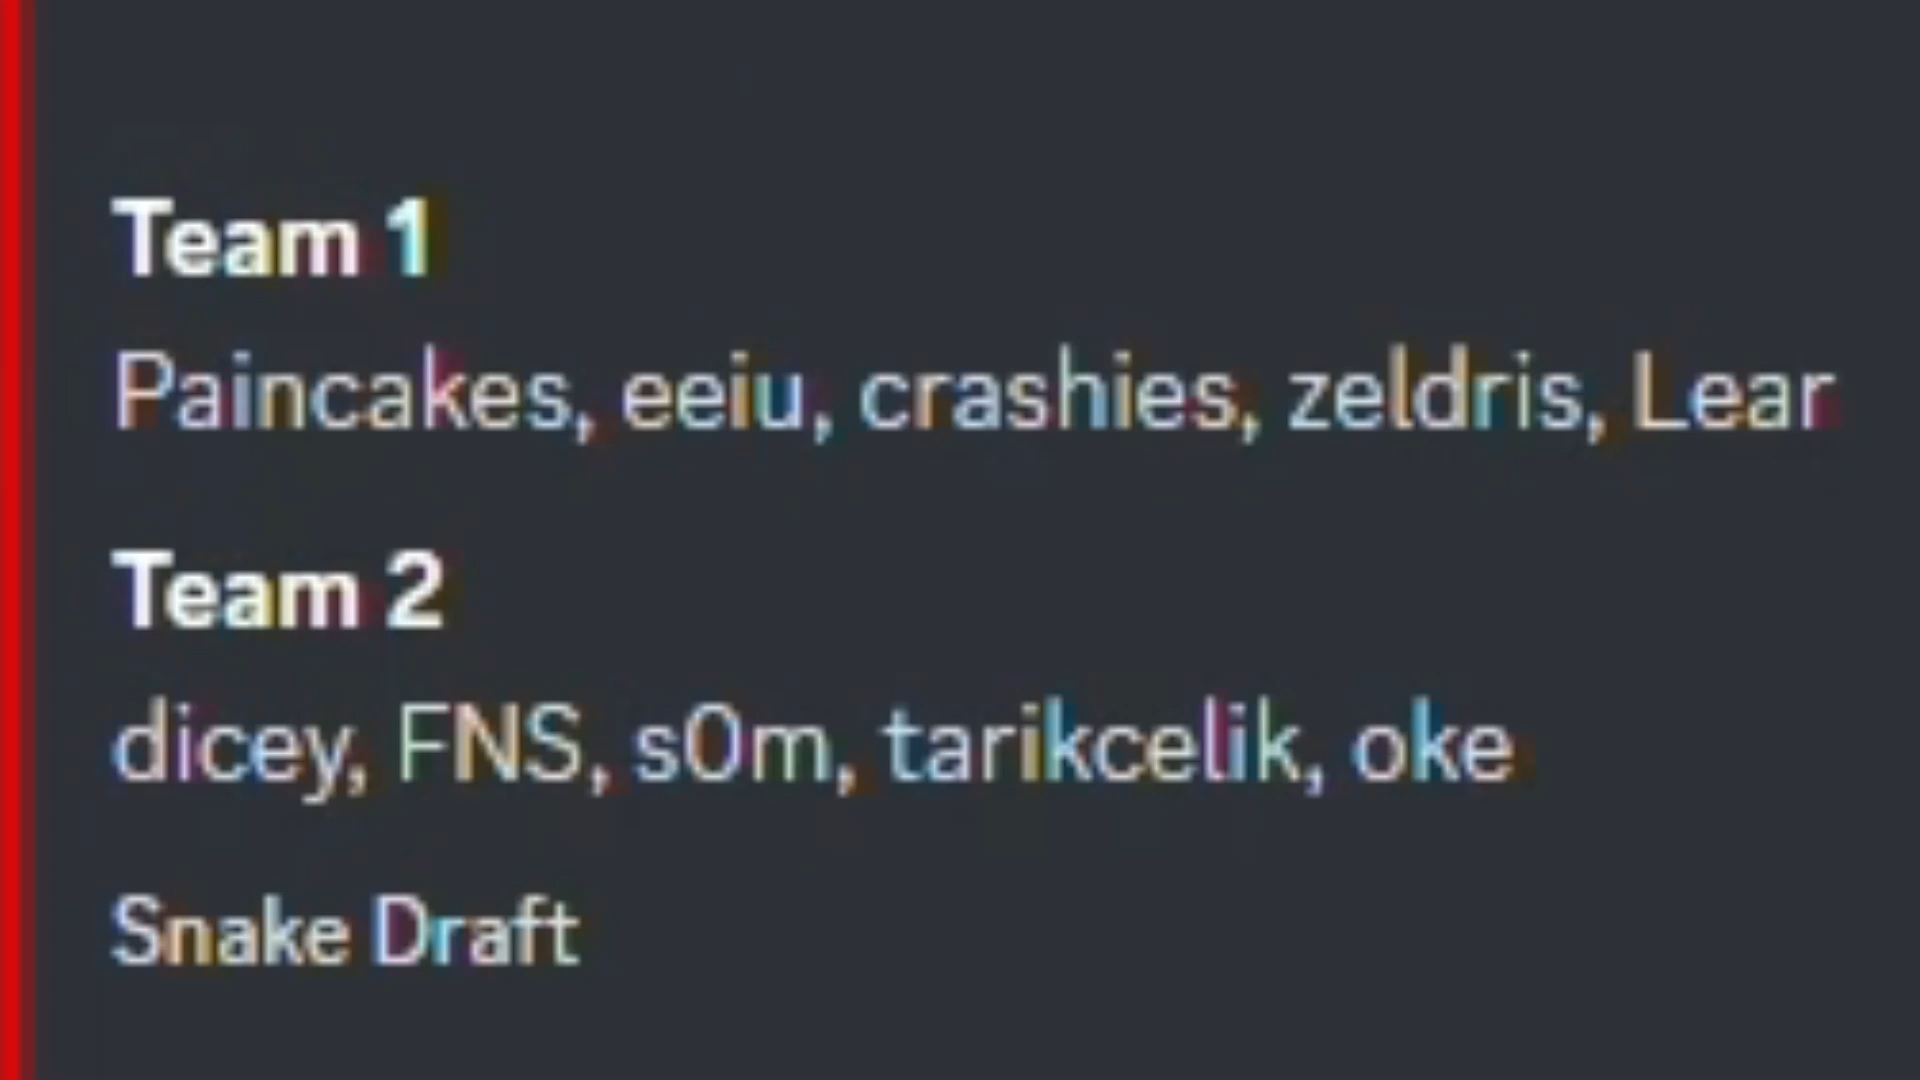 Team 1
Paincakes, eeiu, crashies, zeldris, Lear
Team 2
dicey, FNS, s0m, tarikcelik, oke
Snake Draft